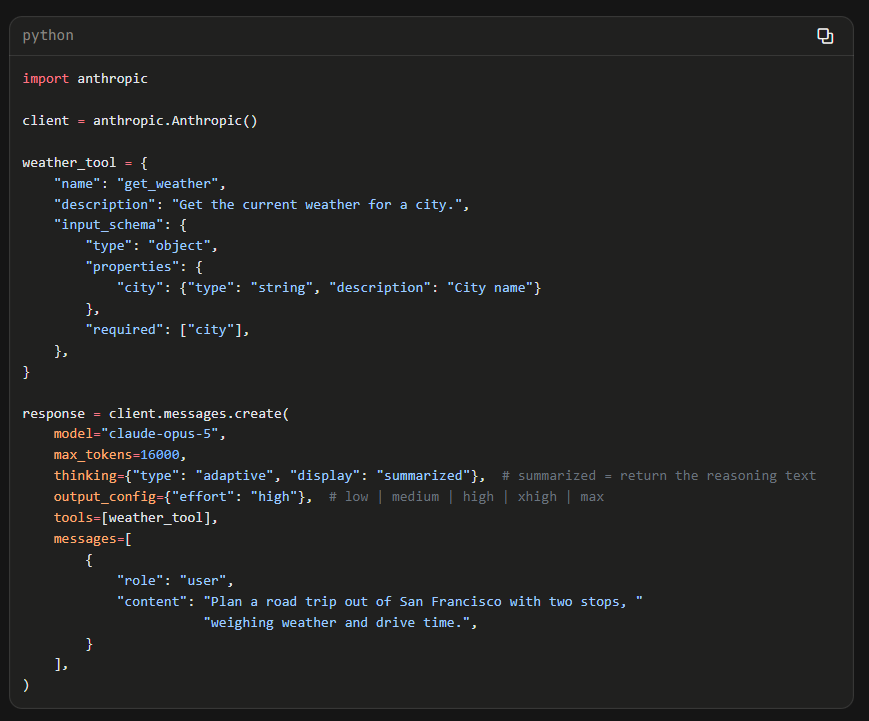 python
import anthropic
client = anthropic.Anthropic()
weather_tool = {
    "name": "get_weather",
    "description": "Get the current weather for a city.",
    "input_schema": {
        "type": "object",
        "properties": {
            "city": {"type": "string", "description": "City name"}
        },
        "required": ["city"],
    },
}
response = client.messages.create(
    model="claude-opus-5",
    max_tokens=16000,
    thinking={"type": "adaptive", "display": "summarized"},  # summarized = return the reasoning text
    output_config={"effort": "high"},  # low | medium | high | xhigh | max
    tools=[weather_tool],
    messages=[
        {
            "role": "user",
            "content": "Plan a road trip out of San Francisco with two stops, "
                       "weighing weather and drive time.",
        }
    ],
)